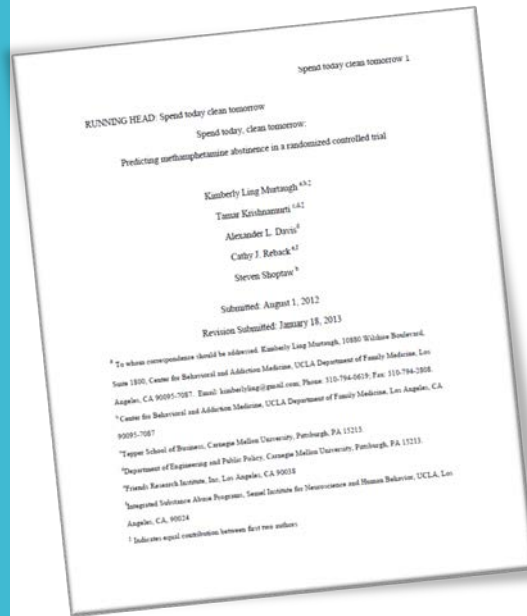 Spend today clean tomorrow 1
RUNNING HEAD: Spend today clean tomorrow
Spend today, clean tomorrow:
Predicting methamphetamine abstinence in a randomized controlled trial
Kimberly Ling Murtaugh a,b,2
Tamar Krishnamurti c,d,2
Alexander L. Davis d
Cathy J. Reback e,f
Steven Shoptaw b
Submitted: August 1, 2012
Revision Submitted: January 18, 2013
To whom correspondence should be addressed. Kimberly Ling Murtaugh, 10880 Wilshire Boulevard,
Suite 1800, Center for Behavioral and Addiction Medicine, UCLA Department of Family Medicine, Los
Angeles, CA 90095-7087. Email: kimberlyling@gmail.com; Phone: 310-794-0619; Fax: 310-794-2808.
b Center for Behavioral and Addiction Medicine, UCLA Department of Family Medicine, Los Angeles, CA
90095-7087
Tepper School of Business, Carnegie Mellon University, Pittsburgh, PA 15213.
Department of Engineering and Public Policy, Carnegie Mellon University, Pittsburgh, PA 15213.
Friends Research Institute, Inc, Los Angeles, CA 90038
Integrated Substance Abuse Programs, Semel Institute for Neuroscience and Human Behavior, UCLA, Los
Angeles, CA, 90024
Indicates equal contribution between first two authors